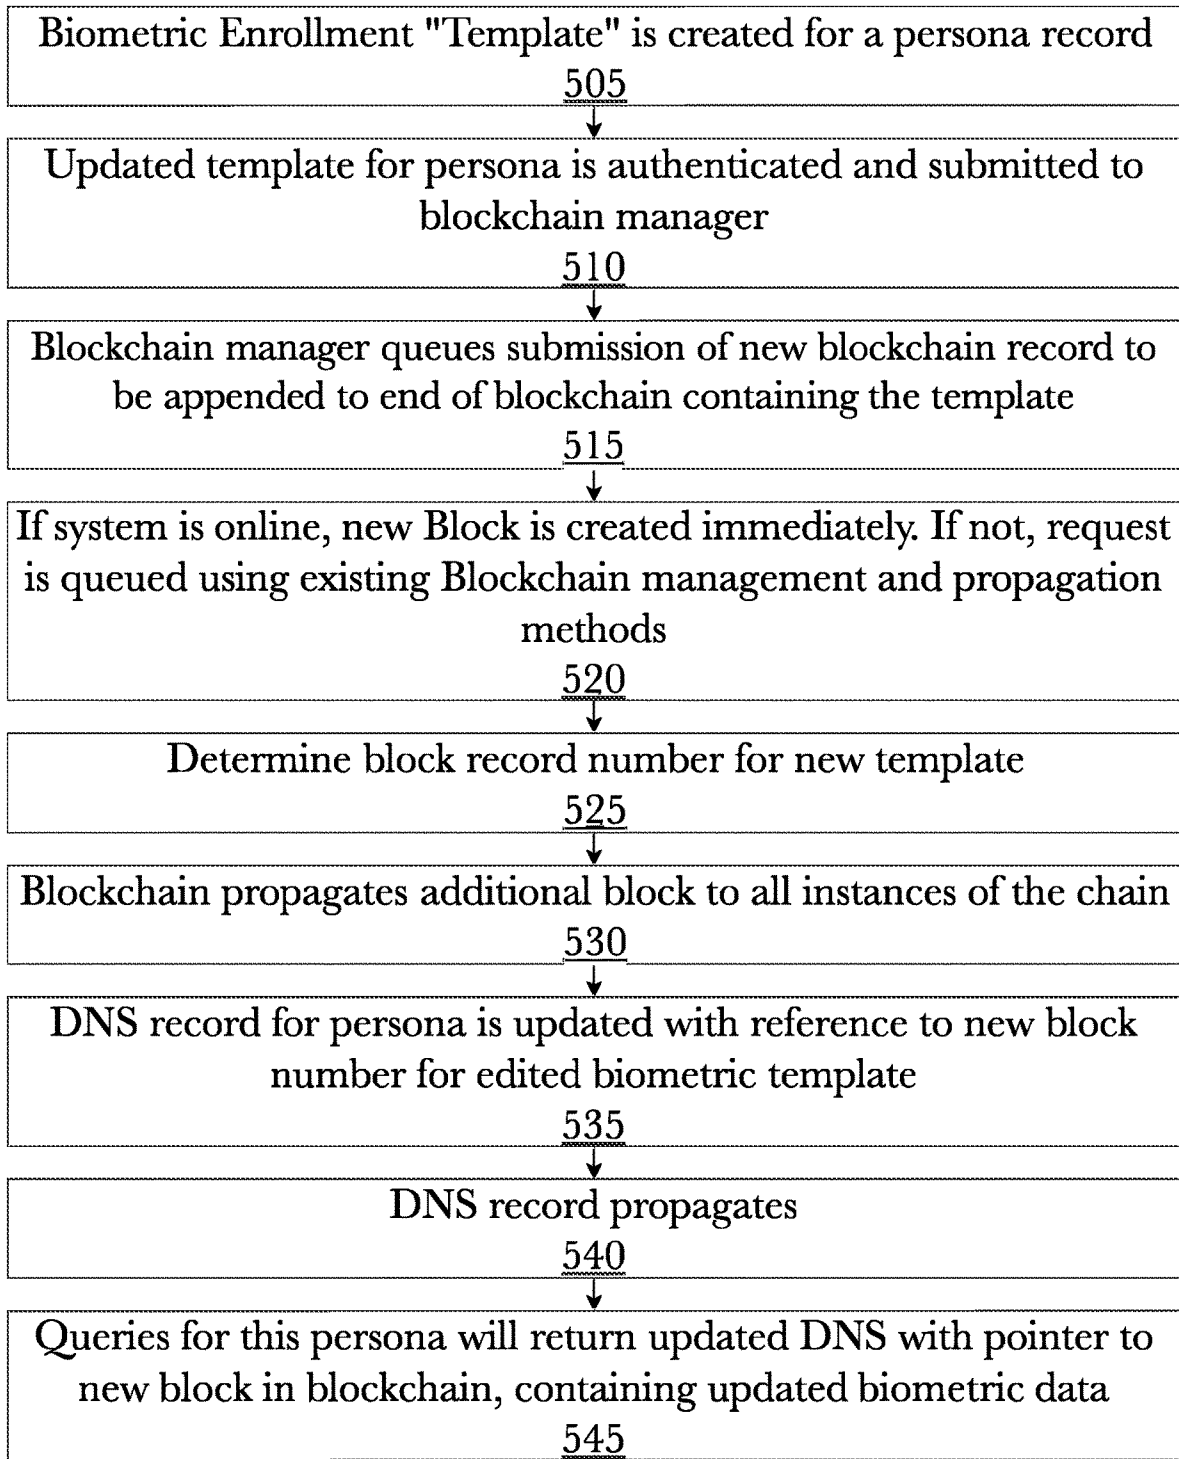 Biometric Enrollment "Template" is created for a persona record
505
Updated template for persona is authenticated and submitted to
blockchain manager
510
Blockchain manager queues submission of new blockchain record to
be appended to end of blockchain containing the template
515
If system is online, new Block is created immediately. If not, request
is queued using existing Blockchain management and propagation
methods
520
Determine block record number for new template
525
Blockchain propagates additional block to all instances of the chain
530
DNS record for persona is updated with reference to new block
number for edited biometric template
535
DNS record propagates
540
Queries for this persona will return updated DNS with pointer to
new block in blockchain, containing updated biometric data
545